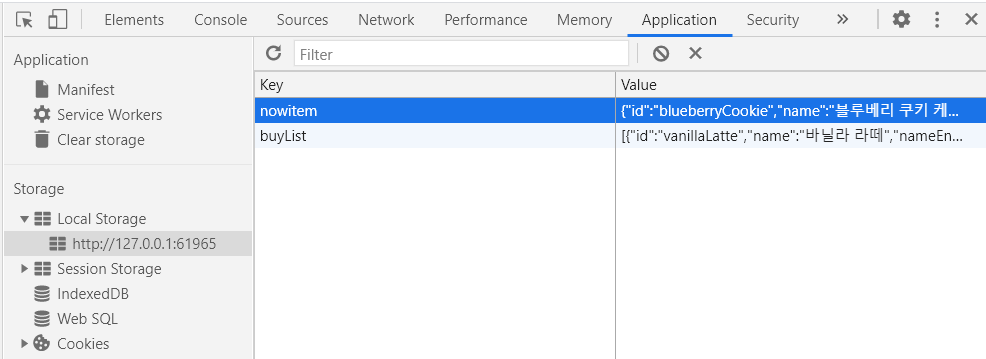 Elements Console Sources Network Performance Memory Application Security »
Application
Manifest
Service Workers
Clear storage
Storage
Local Storage
http://127.0.0.1:61965
Session Storage
IndexedDB
Web SQL
Cookies
Filter
Key Value
nowitem {"id":"blueberryCookie","name":"블루베리 쿠키 케...
buyList [{"id":"vanillaLatte","name":"바닐라 라떼","nameEn...